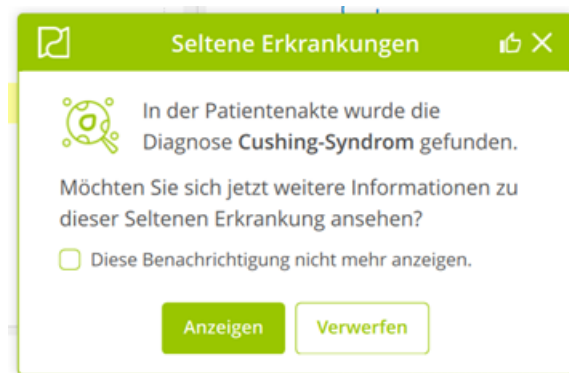 Seltene Erkrankungen
In der Patientenakte wurde die
Diagnose Cushing-Syndrom gefunden.
Möchten Sie sich jetzt weitere Informationen zu
dieser Seltenen Erkrankung ansehen?
Diese Benachrichtigung nicht mehr anzeigen.
Anzeigen
Verwerfen